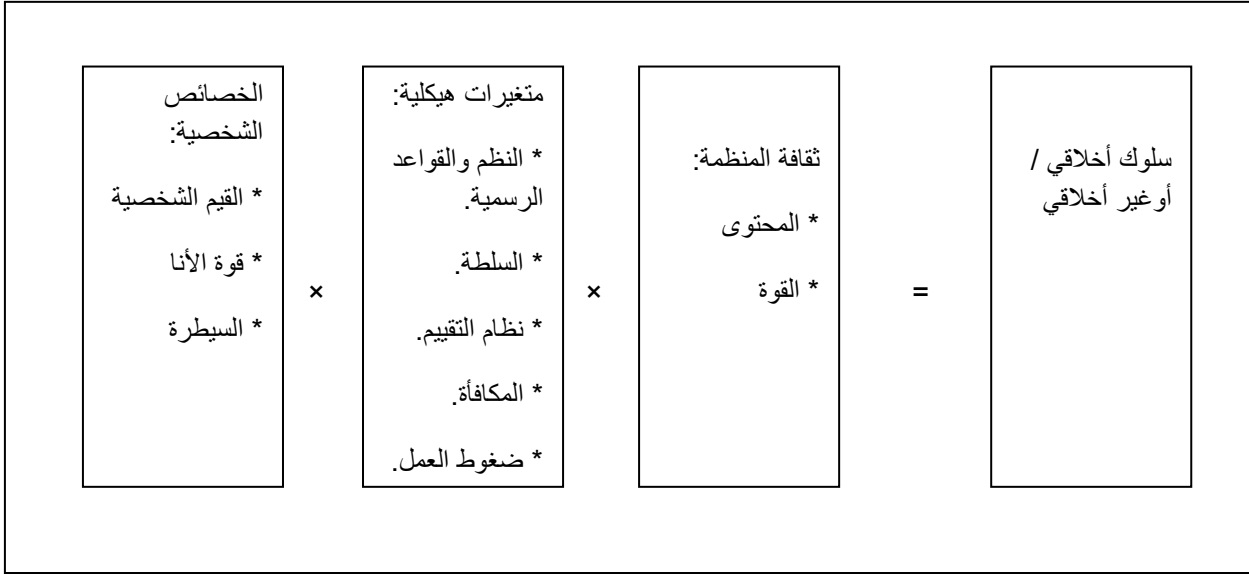 الخصائص
الشخصية:
* القيم الشخصية
* قوة الأنا
* السيطرة
×
متغيرات هيكلية:
* النظم والقواعد
الرسمية.
* السلطة.
* نظام التقييم.
* المكافأة.
* ضغوط العمل.
×
ثقافة المنظمة:
* المحتوى
* القوة
=
سلوك أخلاقي /
أوغير أخلاقي